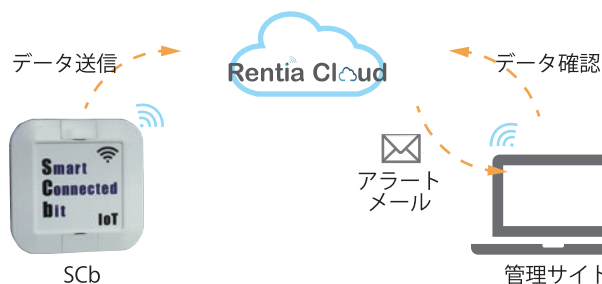 データ送信
Rentia Cloud
データ確認
Smart
Connected
bit
IoT
アラート
メール
SCb
管理サイト